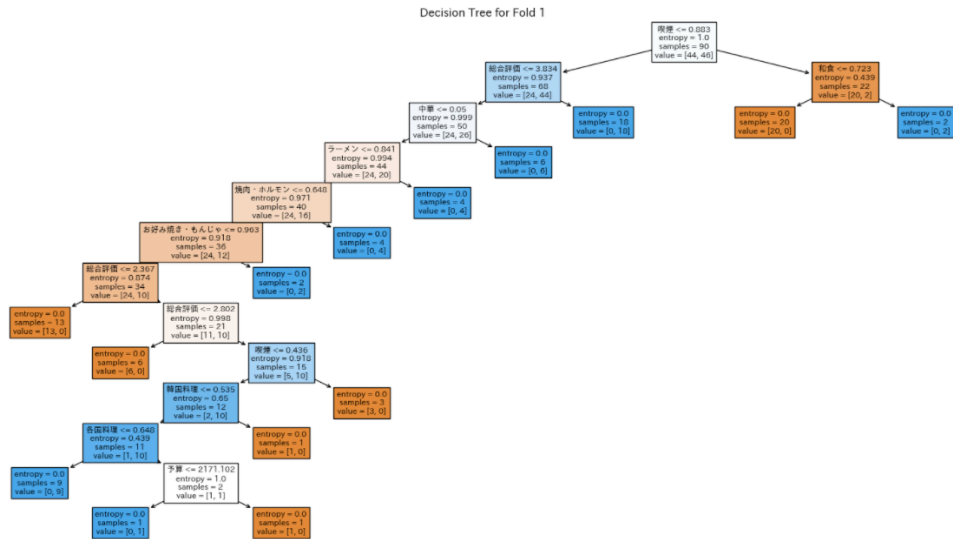 Decision Tree for Fold 1
喫煙 <= 0.883
entropy = 1.0
samples = 90
value = [44, 46]
総合評価 <= 3.834
entropy = 0.937
samples = 68
value = [24, 44]
和食 <= 0.723
entropy = 0.439
samples = 22
value = [20, 2]
中華 <= 0.05
entropy = 0.999
samples = 50
value = [24, 26]
entropy = 0.0
samples = 18
value = [0, 18]
entropy = 0.0
samples = 20
value = [20, 0]
entropy = 0.0
samples = 2
value = [0, 2]
ラーメン <= 0.841
entropy = 0.994
samples = 44
value = [24, 20]
entropy = 0.0
samples = 6
value = [0, 6]
焼肉・ホルモン <= 0.648
entropy = 0.971
samples = 40
value = [24, 16]
entropy = 0.0
samples = 4
value = [0, 4]
お好み焼き・もんじゃ <= 0.963
entropy = 0.918
samples = 36
value = [24, 12]
entropy = 0.0
samples = 4
value = [0, 4]
総合評価 <= 2.367
entropy = 0.874
samples = 34
value = [24, 10]
entropy = 0.0
samples = 2
value = [0, 2]
entropy = 0.0
samples = 13
value = [13, 0]
総合評価 <= 2.802
entropy = 0.998
samples = 21
value = [11, 10]
entropy = 0.0
samples = 6
value = [6, 0]
喫煙 <= 0.436
entropy = 0.918
samples = 15
value = [5, 10]
韓国料理 <= 0.535
entropy = 0.65
samples = 12
value = [2, 10]
entropy = 0.0
samples = 3
value = [3, 0]
各国料理 <= 0.648
entropy = 0.439
samples = 11
value = [1, 10]
entropy = 0.0
samples = 1
value = [1, 0]
entropy = 0.0
samples = 9
value = [0, 9]
予算 <= 2171.102
entropy = 1.0
samples = 2
value = [1, 1]
entropy = 0.0
samples = 1
value = [0, 1]
entropy = 0.0
samples = 1
value = [1, 0]